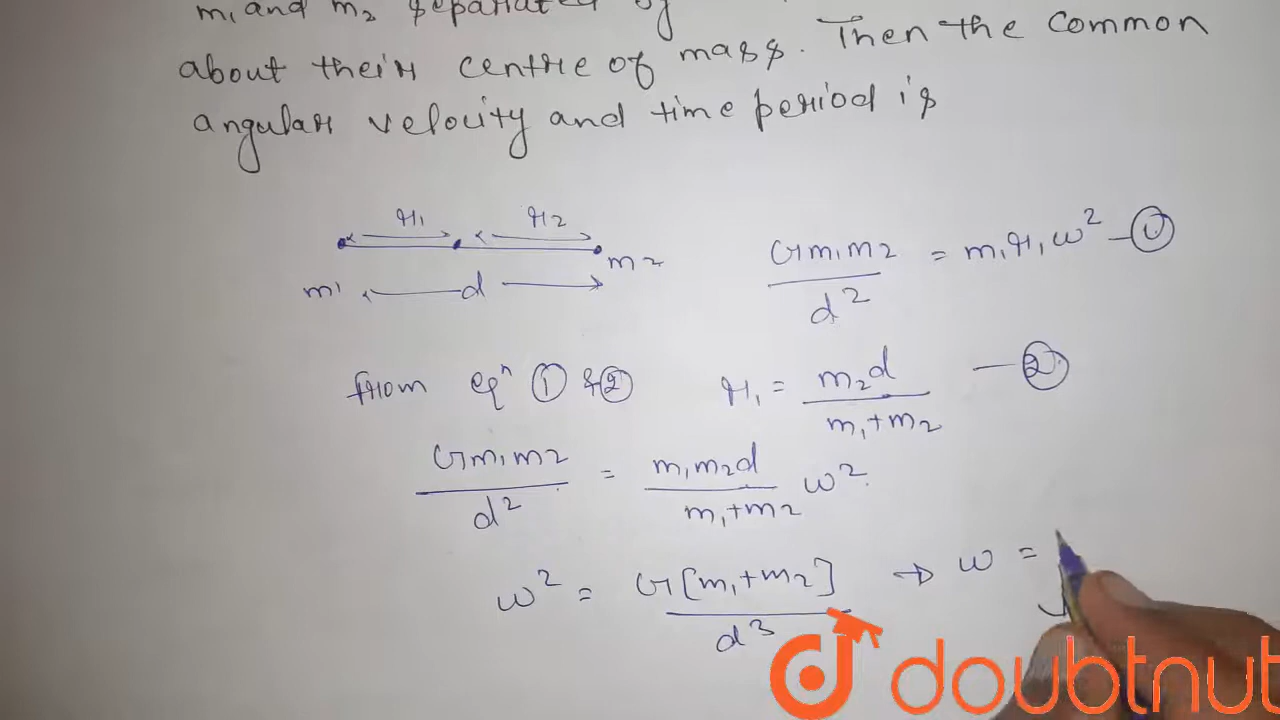 m₁ and m₂ separated by
about their centre of mass. Then the common
angular velocity and time period is
r₁ r₂
m₁ d m₂
Gm₁m₂/d² = m₁r₁ω² — ①
from eqⁿ ① & ② r₁ = m₂d/(m₁+m₂) — ②
Gm₁m₂/d² = m₁m₂d/(m₁+m₂) ω²
ω² = G[m₁+m₂]/d³ → ω =
doubtnut